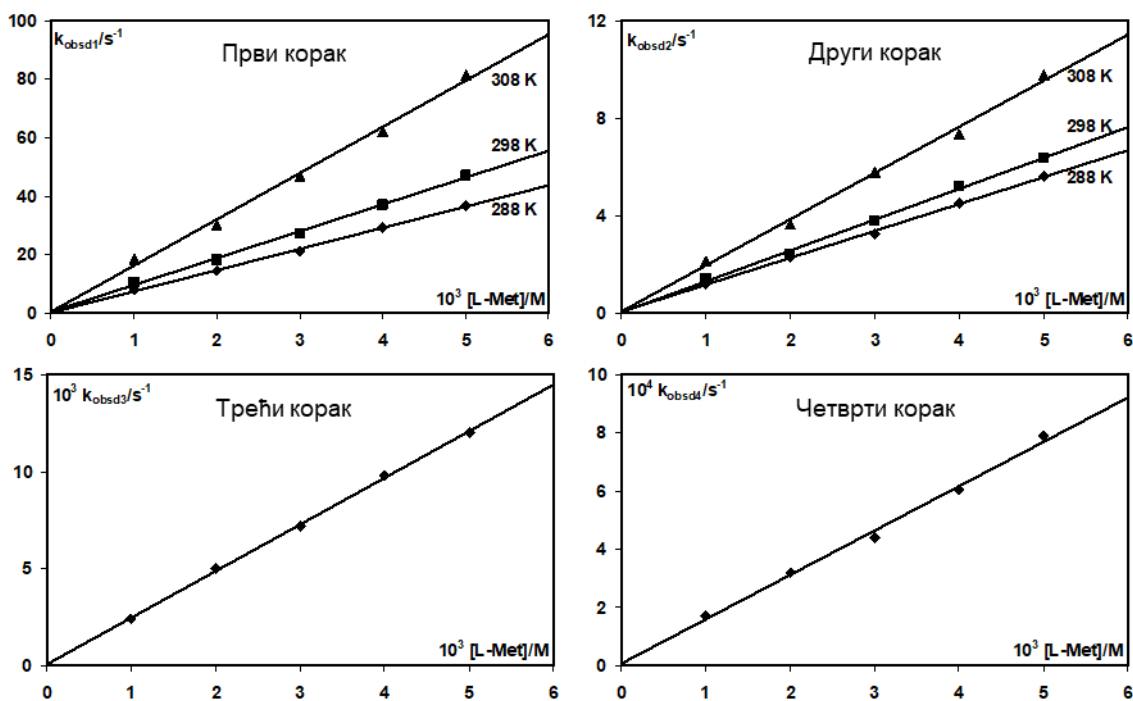 100
k_obsd1/s⁻¹
Први корак
80
308 K
60
298 K
40
288 K
20
10³ [L-Met]/M
0
0 1 2 3 4 5 6
12
k_obsd2/s⁻¹
Други корак
308 K
8
298 K
288 K
4
10³ [L-Met]/M
0
0 1 2 3 4 5 6
15
10³ k_obsd3/s⁻¹
Трећи корак
10
5
10³ [L-Met]/M
0
0 1 2 3 4 5 6
10
10⁴ k_obsd4/s⁻¹
Четврти корак
8
6
4
2
10³ [L-Met]/M
0
0 1 2 3 4 5 6